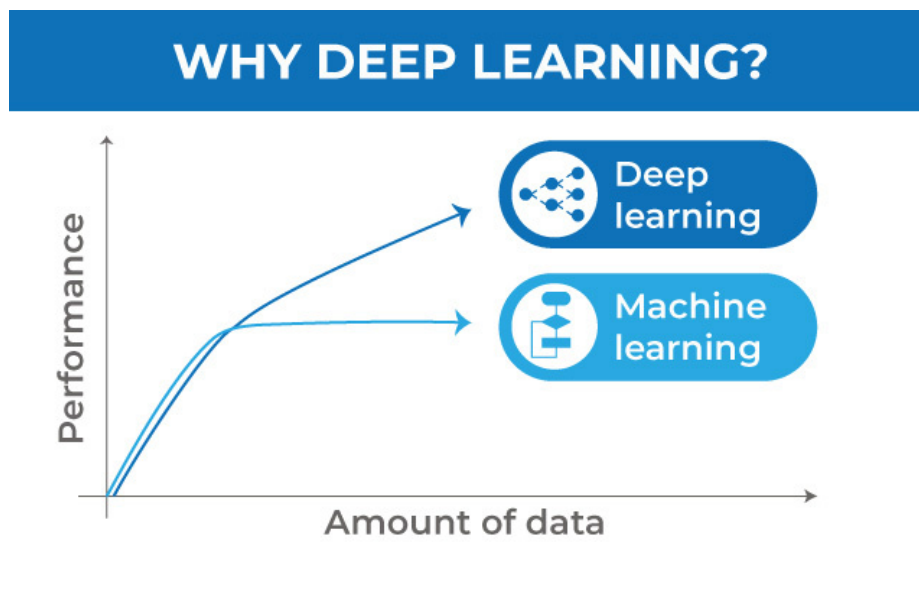 WHY DEEP LEARNING?
Performance
Deep
learning
Machine
learning
Amount of data